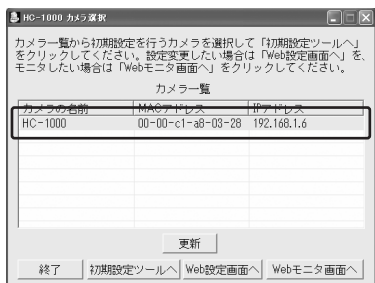 HC-1000 カメラ選択
カメラ一覧から初期設定を行うカメラを選択して「初期設定ツールへ」
をクリックしてください。設定変更したい場合は「Web設定画面へ」を、
モニタしたい場合は「Webモニタ画面へ」をクリックしてください。
カメラ一覧
カメラの名前 MACアドレス IPアドレス
HC-1000 00-00-c1-a8-03-28 192.168.1.6
更新
終了 初期設定ツールへ Web設定画面へ Webモニタ画面へ